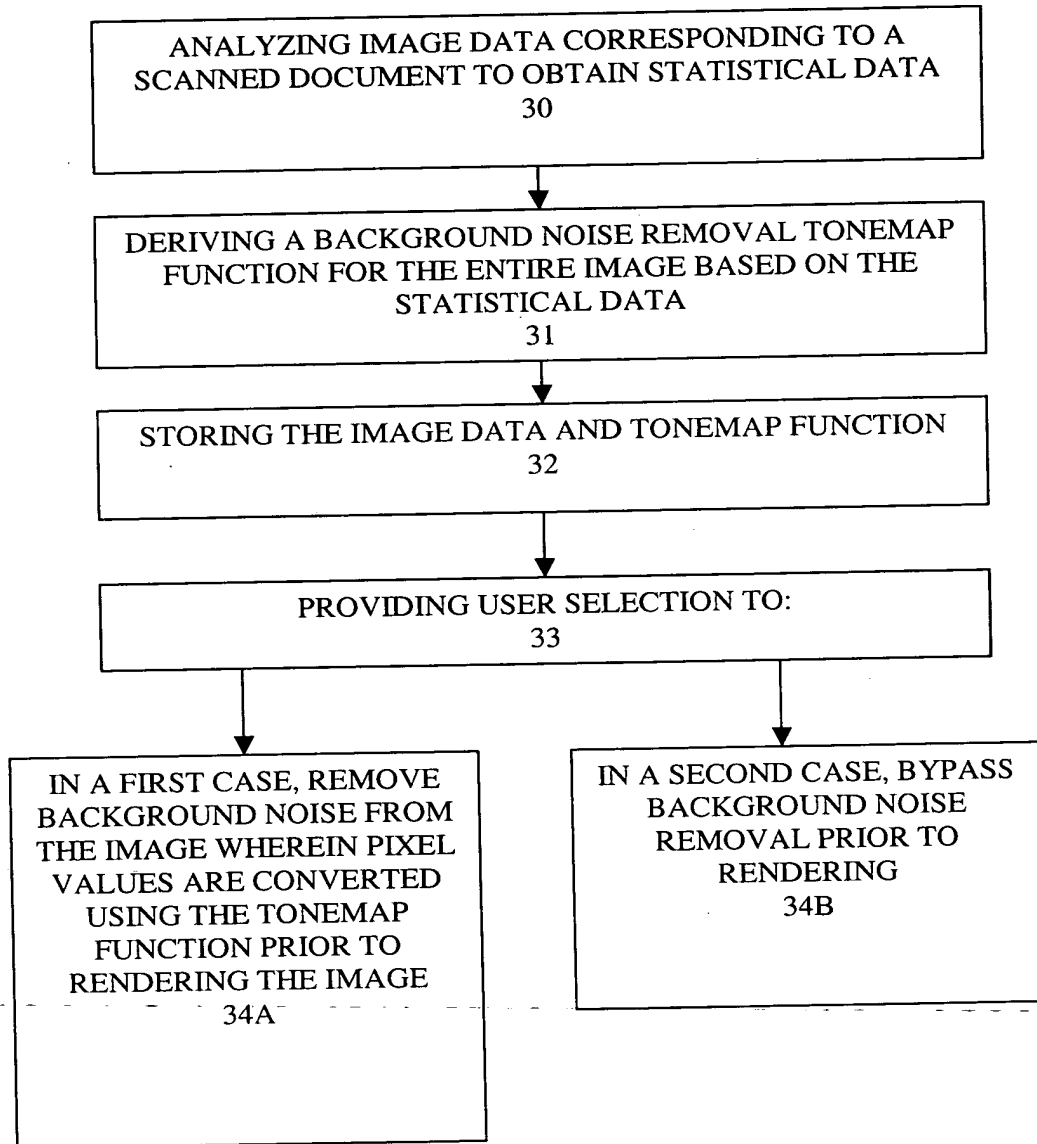 ANALYZING IMAGE DATA CORRESPONDING TO A
SCANNED DOCUMENT TO OBTAIN STATISTICAL DATA
30
DERIVING A BACKGROUND NOISE REMOVAL TONEMAP
FUNCTION FOR THE ENTIRE IMAGE BASED ON THE
STATISTICAL DATA
31
STORING THE IMAGE DATA AND TONEMAP FUNCTION
32
PROVIDING USER SELECTION TO:
33
IN A FIRST CASE, REMOVE
BACKGROUND NOISE FROM
THE IMAGE WHEREIN PIXEL
VALUES ARE CONVERTED
USING THE TONEMAP
FUNCTION PRIOR TO
RENDERING THE IMAGE
34A
IN A SECOND CASE, BYPASS
BACKGROUND NOISE
REMOVAL PRIOR TO
RENDERING
34B